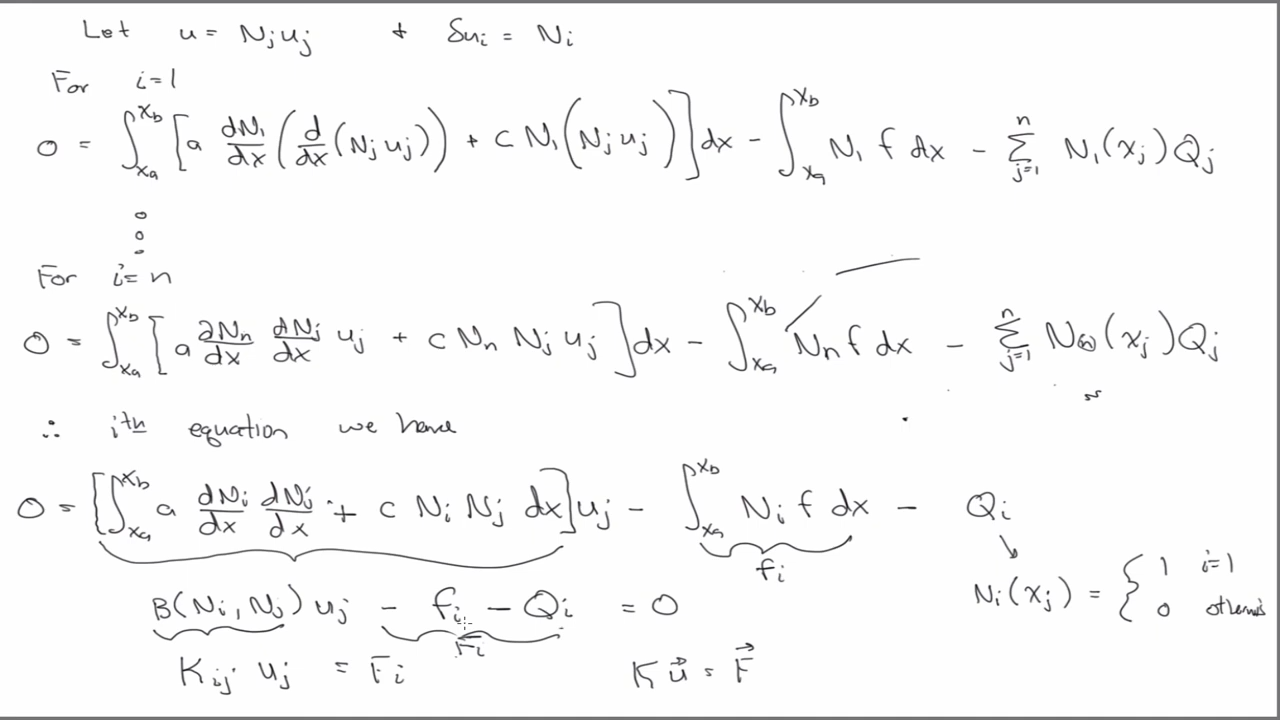 Let u = N_j u_j + δu_i = N_i
For i=1
0 = ∫_{x_a}^{x_b} [a dN_1/dx (d/dx (N_j u_j)) + c N_1 (N_j u_j)] dx - ∫_{x_a}^{x_b} N_1 f dx - Σ_{j=1}^{n} N_1(x_j) Q_j
For i=n
0 = ∫_{x_a}^{x_b} [a ∂N_n/dx dN_j/dx u_j + c N_n N_j u_j] dx - ∫_{x_a}^{x_b} N_n f dx - Σ_{j=1}^{n} N_n(x_j) Q_j
∴ ith equation we have
0 = [∫_{x_a}^{x_b} a dN_i/dx dN_j/dx + c N_i N_j dx] u_j - ∫_{x_a}^{x_b} N_i f dx - Q_i
f_i
N_i(x_j) = { 1 i=1
0 otherwise
B(N_i, N_j) u_j - f_i - Q_i = 0
F_i
K_ij u_j = F_i K u⃗ = F⃗